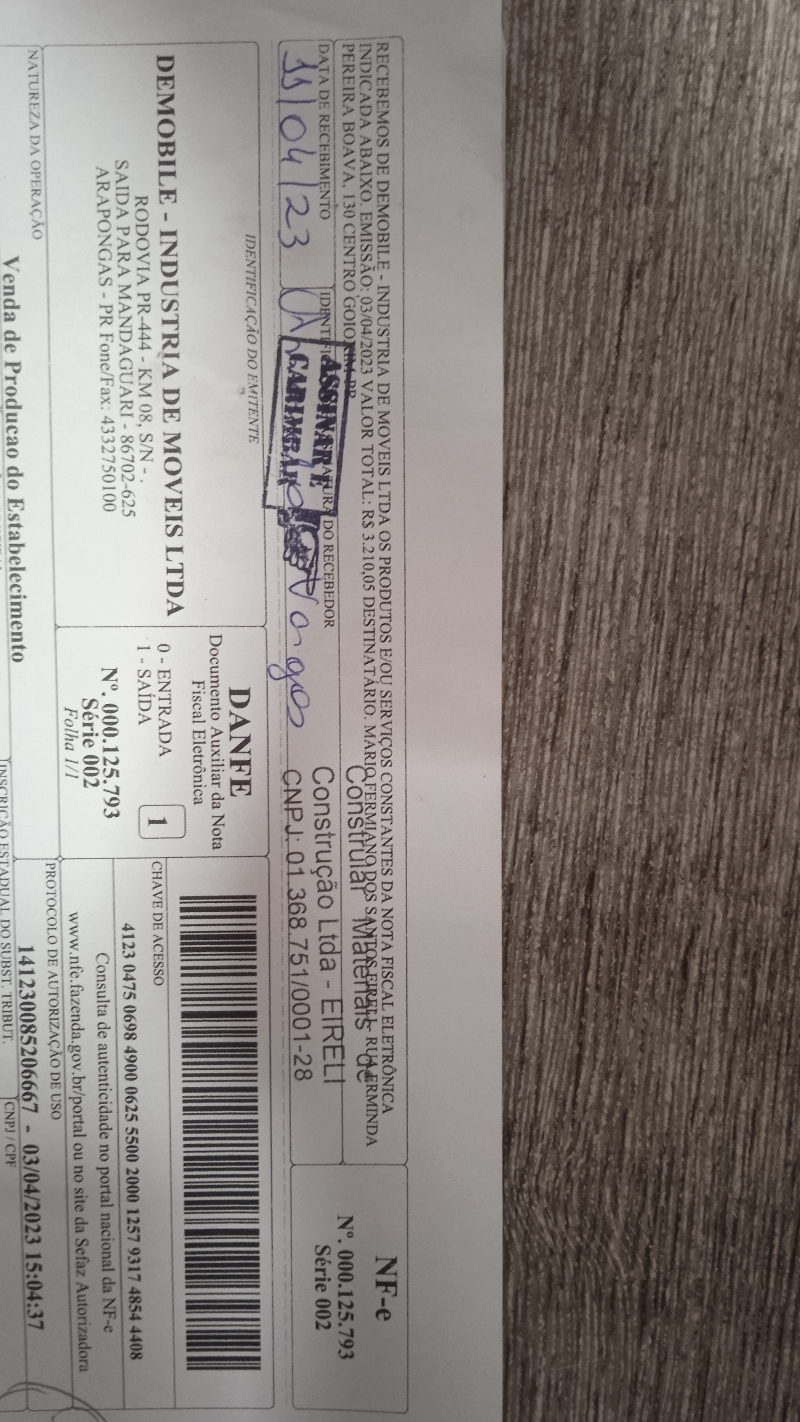 RECEBEMOS DE DEMOBILE - INDUSTRIA DE MOVEIS LTDA OS PRODUTOS E/OU SERVIÇOS CONSTANTES DA NOTA FISCAL ELETRÔNICA
INDICADA ABAIXO. EMISSÃO: 03/04/2023 VALOR TOTAL: R$ 3.210,05 DESTINATÁRIO: MARIO FERMIANO DOS SANTOS EIRELI - RUA ERMINDA
PEREIRA BOAVA, 130 CENTRO GOIOXIM-PR
NF-e
Nº. 000.125.793
Série 002
DATA DE RECEBIMENTO
11/04/23
DO RECEBEDOR
ASSINAR E
CARIMBAR
Vargas
Constrular Materiais de
Construção Ltda - EIRELI
CNPJ: 01.368.751/0001-28
IDENTIFICAÇÃO DO EMITENTE
DEMOBILE - INDUSTRIA DE MOVEIS LTDA
RODOVIA PR-444 - KM 08, S/N - .
SAIDA PARA MANDAGUARI - 86702-625
ARAPONGAS - PR Fone/Fax: 4332750100
DANFE
Documento Auxiliar da Nota
Fiscal Eletrônica
0 - ENTRADA
1 - SAÍDA
1
Nº. 000.125.793
Série 002
Folha 1/1
CHAVE DE ACESSO
4123 0475 0698 4900 0625 5500 2000 1257 9317 4854 4408
Consulta de autenticidade no portal nacional da NF-e
www.nfe.fazenda.gov.br/portal ou no site da Sefaz Autorizadora
NATUREZA DA OPERAÇÃO
Venda de Producao do Estabelecimento
PROTOCOLO DE AUTORIZAÇÃO DE USO
141230085206667 - 03/04/2023 15:04:37
INSCRIÇÃO ESTADUAL DO SUBST. TRIBUT.
CNPJ / CPF